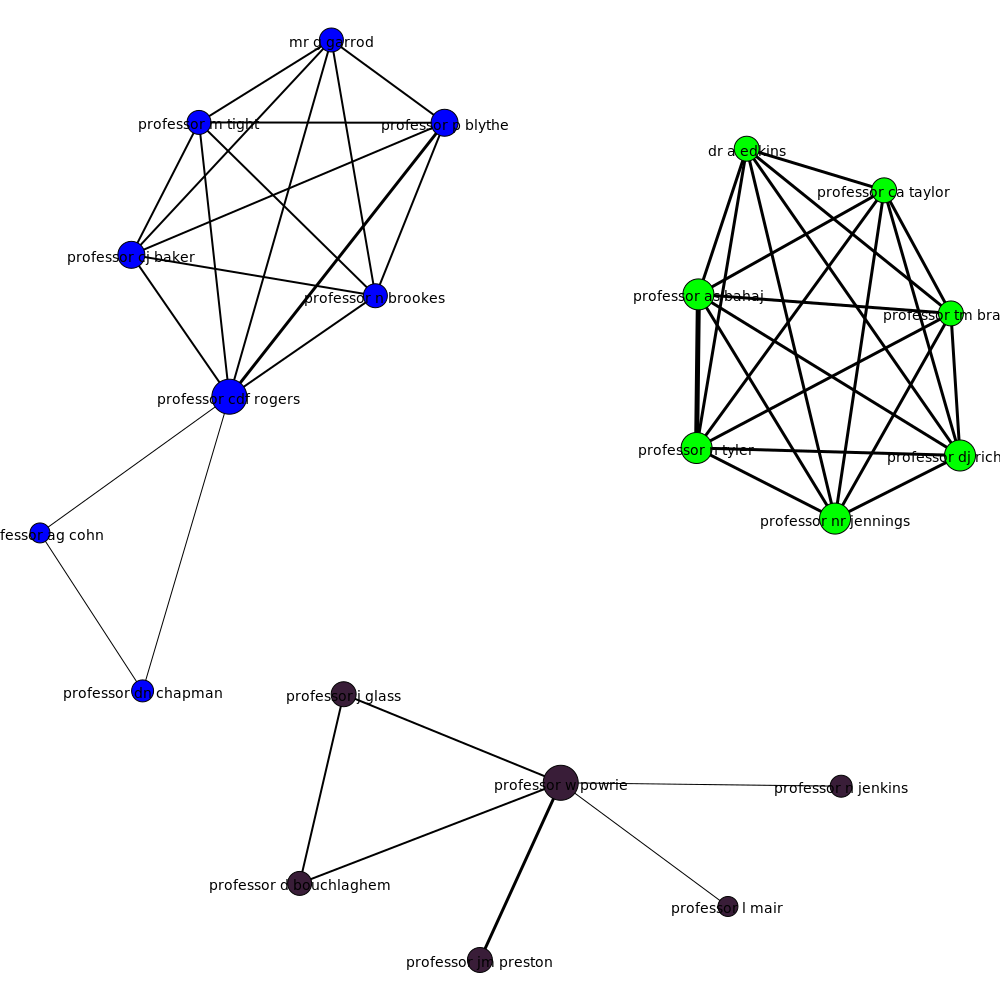 mr g garrod
professor m tight
professor p blythe
dr a edkins
professor ca taylor
professor cj baker
professor n brookes
professor as bahaj
professor tm bra
professor cdf rogers
professor n tyler
professor dj rich
professor nr jennings
fessor ag cohn
professor dn chapman
professor j glass
professor w powrie
professor n jenkins
professor d bouchlaghem
professor l mair
professor jm preston